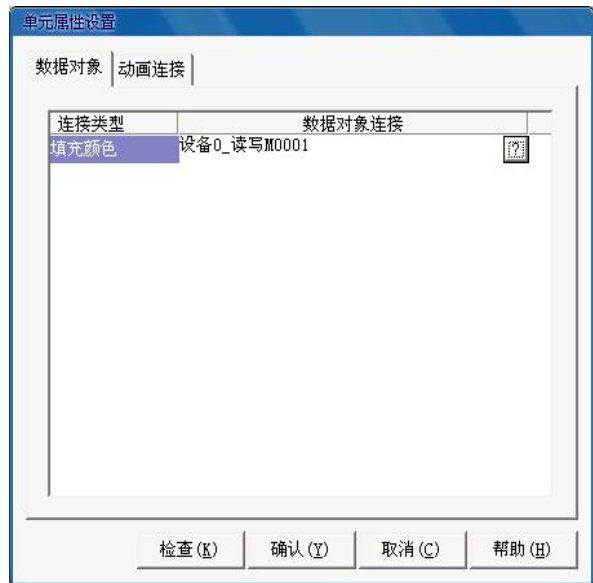 单元属性设置
数据对象 动画连接
连接类型 数据对象连接
填充颜色 设备0_读写M0001 ?
检查(K) 确认(Y) 取消(C) 帮助(H)